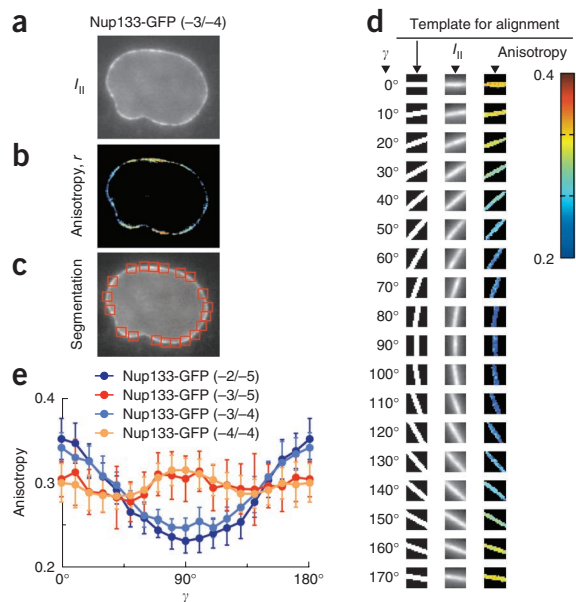 a
Nup133-GFP (−3/−4)
I II
b
Anisotropy, r
c
Segmentation
e
Nup133-GFP (−2/−5)
Nup133-GFP (−3/−5)
Nup133-GFP (−3/−4)
Nup133-GFP (−4/−4)
Anisotropy
0.4
0.3
0.2
0°
90°
180°
γ
d
Template for alignment
γ
I II
Anisotropy
0°
10°
20°
30°
40°
50°
60°
70°
80°
90°
100°
110°
120°
130°
140°
150°
160°
170°
0.4
0.2